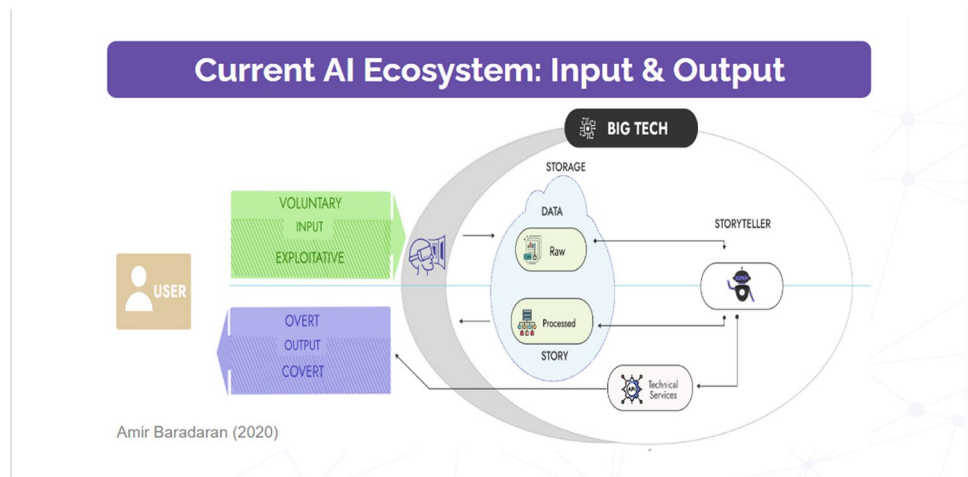 Current AI Ecosystem: Input & Output
BIG TECH
STORAGE
VOLUNTARY
INPUT
EXPLOITATIVE
DATA
Raw
STORYTELLER
USER
OVERT
OUTPUT
COVERT
Processed
STORY
API
Technical
Services
Amir Baradaran (2020)